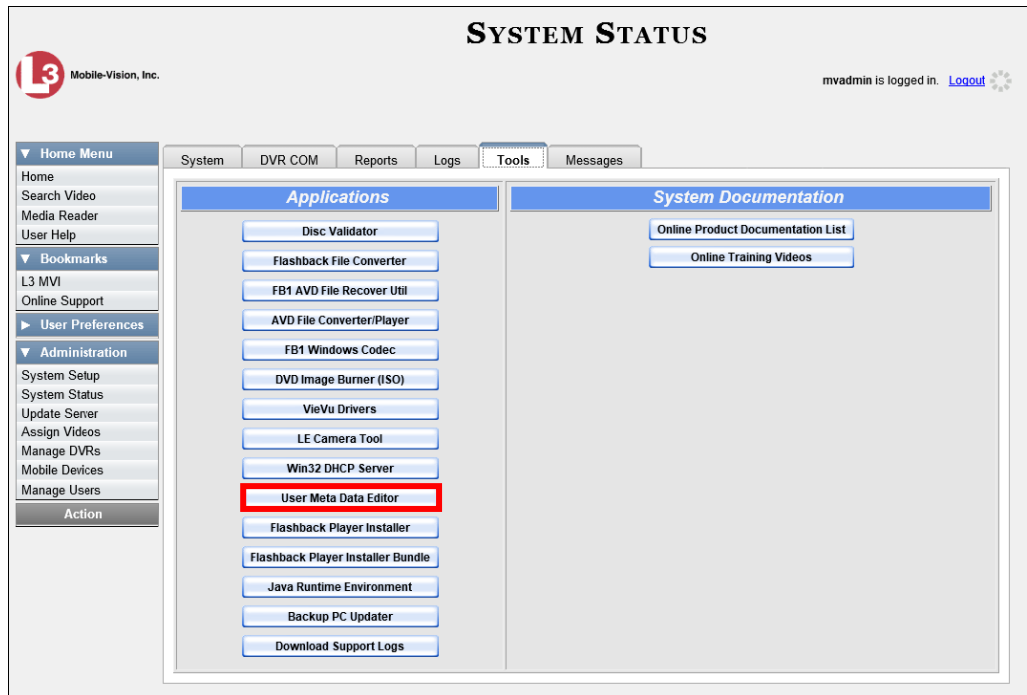 SYSTEM STATUS
L3 Mobile-Vision, Inc.
mvadmin is logged in. Logout
Home Menu
Home
Search Video
Media Reader
User Help
Bookmarks
L3 MVI
Online Support
User Preferences
Administration
System Setup
System Status
Update Server
Assign Videos
Manage DVRs
Mobile Devices
Manage Users
Action
System DVR COM Reports Logs Tools Messages
Applications
Disc Validator
Flashback File Converter
FB1 AVD File Recover Util
AVD File Converter/Player
FB1 Windows Codec
DVD Image Burner (ISO)
VieVu Drivers
LE Camera Tool
Win32 DHCP Server
User Meta Data Editor
Flashback Player Installer
Flashback Player Installer Bundle
Java Runtime Environment
Backup PC Updater
Download Support Logs
System Documentation
Online Product Documentation List
Online Training Videos